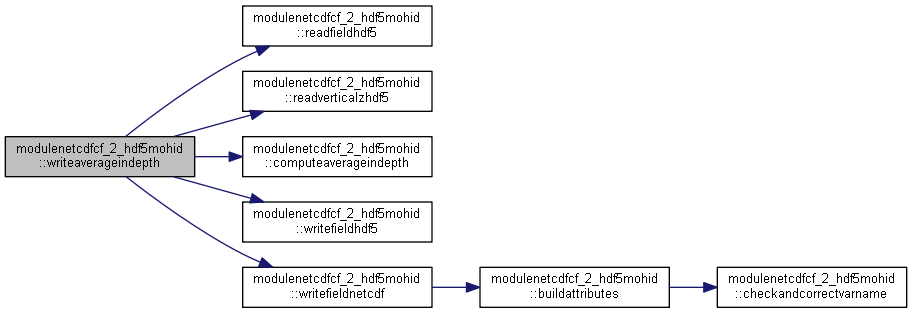 modulenetcdfcf_2_hdf5mohid
::readfieldhdf5
modulenetcdfcf_2_hdf5mohid
::readverticalzhdf5
modulenetcdfcf_2_hdf5mohid
::writeaverageindepth
modulenetcdfcf_2_hdf5mohid
::computeaverageindepth
modulenetcdfcf_2_hdf5mohid
::writefieldhdf5
modulenetcdfcf_2_hdf5mohid
::writefieldnetcdf
modulenetcdfcf_2_hdf5mohid
::buildattributes
modulenetcdfcf_2_hdf5mohid
::checkandcorrectvarname